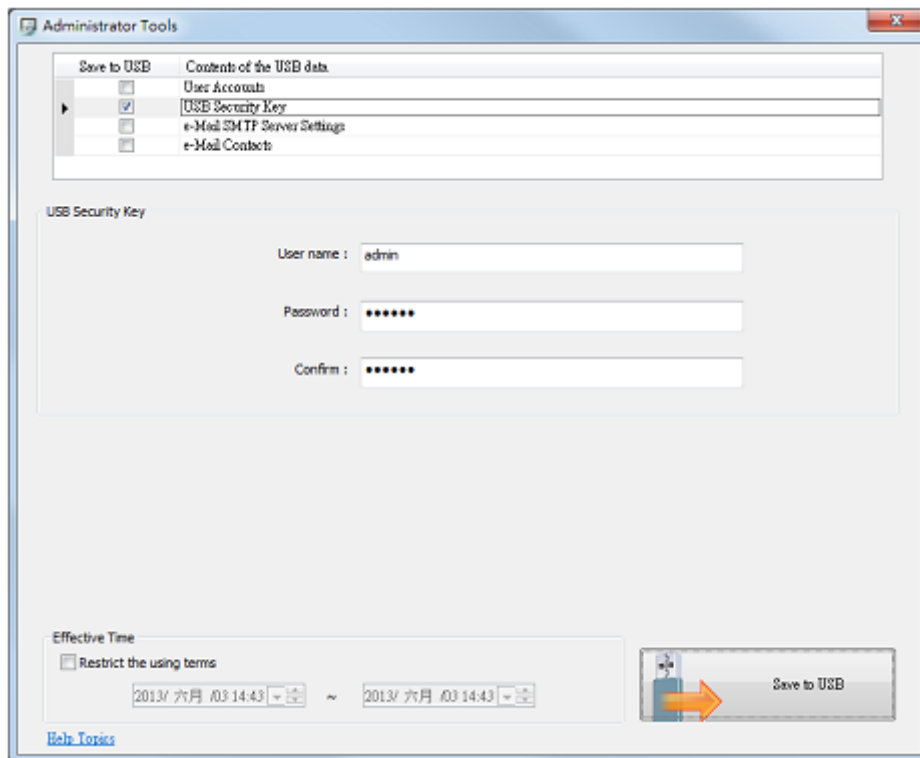 Administrator Tools
Save to USB Contents of the USB data
User Accounts
USB Security Key
e-Mail SMTP Server Settings
e-Mail Contacts
USB Security Key
User name : admin
Password : ••••••
Confirm : ••••••
Effective Time
Restrict the using terms
2013/ 六月 /03 14:43 ~ 2013/ 六月 /03 14:43
Save to USB
Help Topics